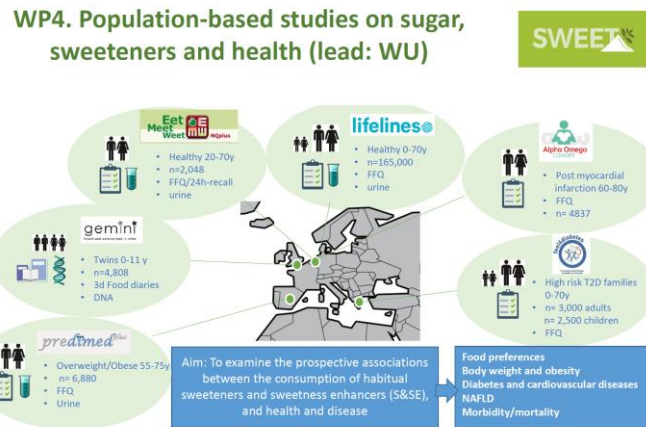 WP4. Population-based studies on sugar,
sweeteners and health (lead: WU)
SWEET
Eet
Meet
Weet
NQplus
• Healthy 20-70y
• n=2,048
• FFQ/24h-recall
• urine
lifelines
• Healthy 0-70y
• n=165,000
• FFQ
• urine
Alpha Omega
COHORT
• Post myocardial
infarction 60-80y
• FFQ
• n= 4837
gemini
• Twins 0-11 y
• n=4,808
• 3d Food diaries
• DNA
feel4diabetes
• High risk T2D families
0-70y
• n= 3,000 adults
n= 2,500 children
• FFQ
predimed plus
• Overweight/Obese 55-75y
• n= 6,880
• FFQ
• Urine
Aim: To examine the prospective associations
between the consumption of habitual
sweeteners and sweetness enhancers (S&SE),
and health and disease
Food preferences
Body weight and obesity
Diabetes and cardiovascular diseases
NAFLD
Morbidity/mortality